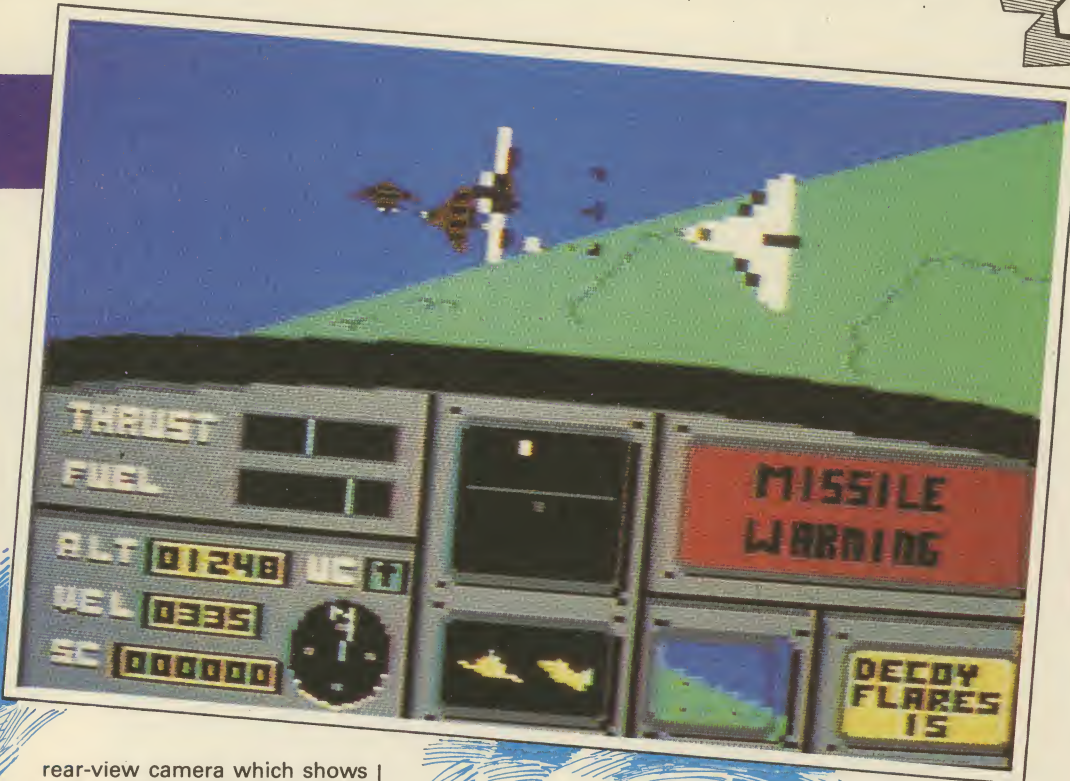 THRUST
FUEL
ALT 01248 VC ↑
VEL 0335
SC 000000
N
MISSILE
WARNING
DECOY
FLARES
15
rear-view camera which shows